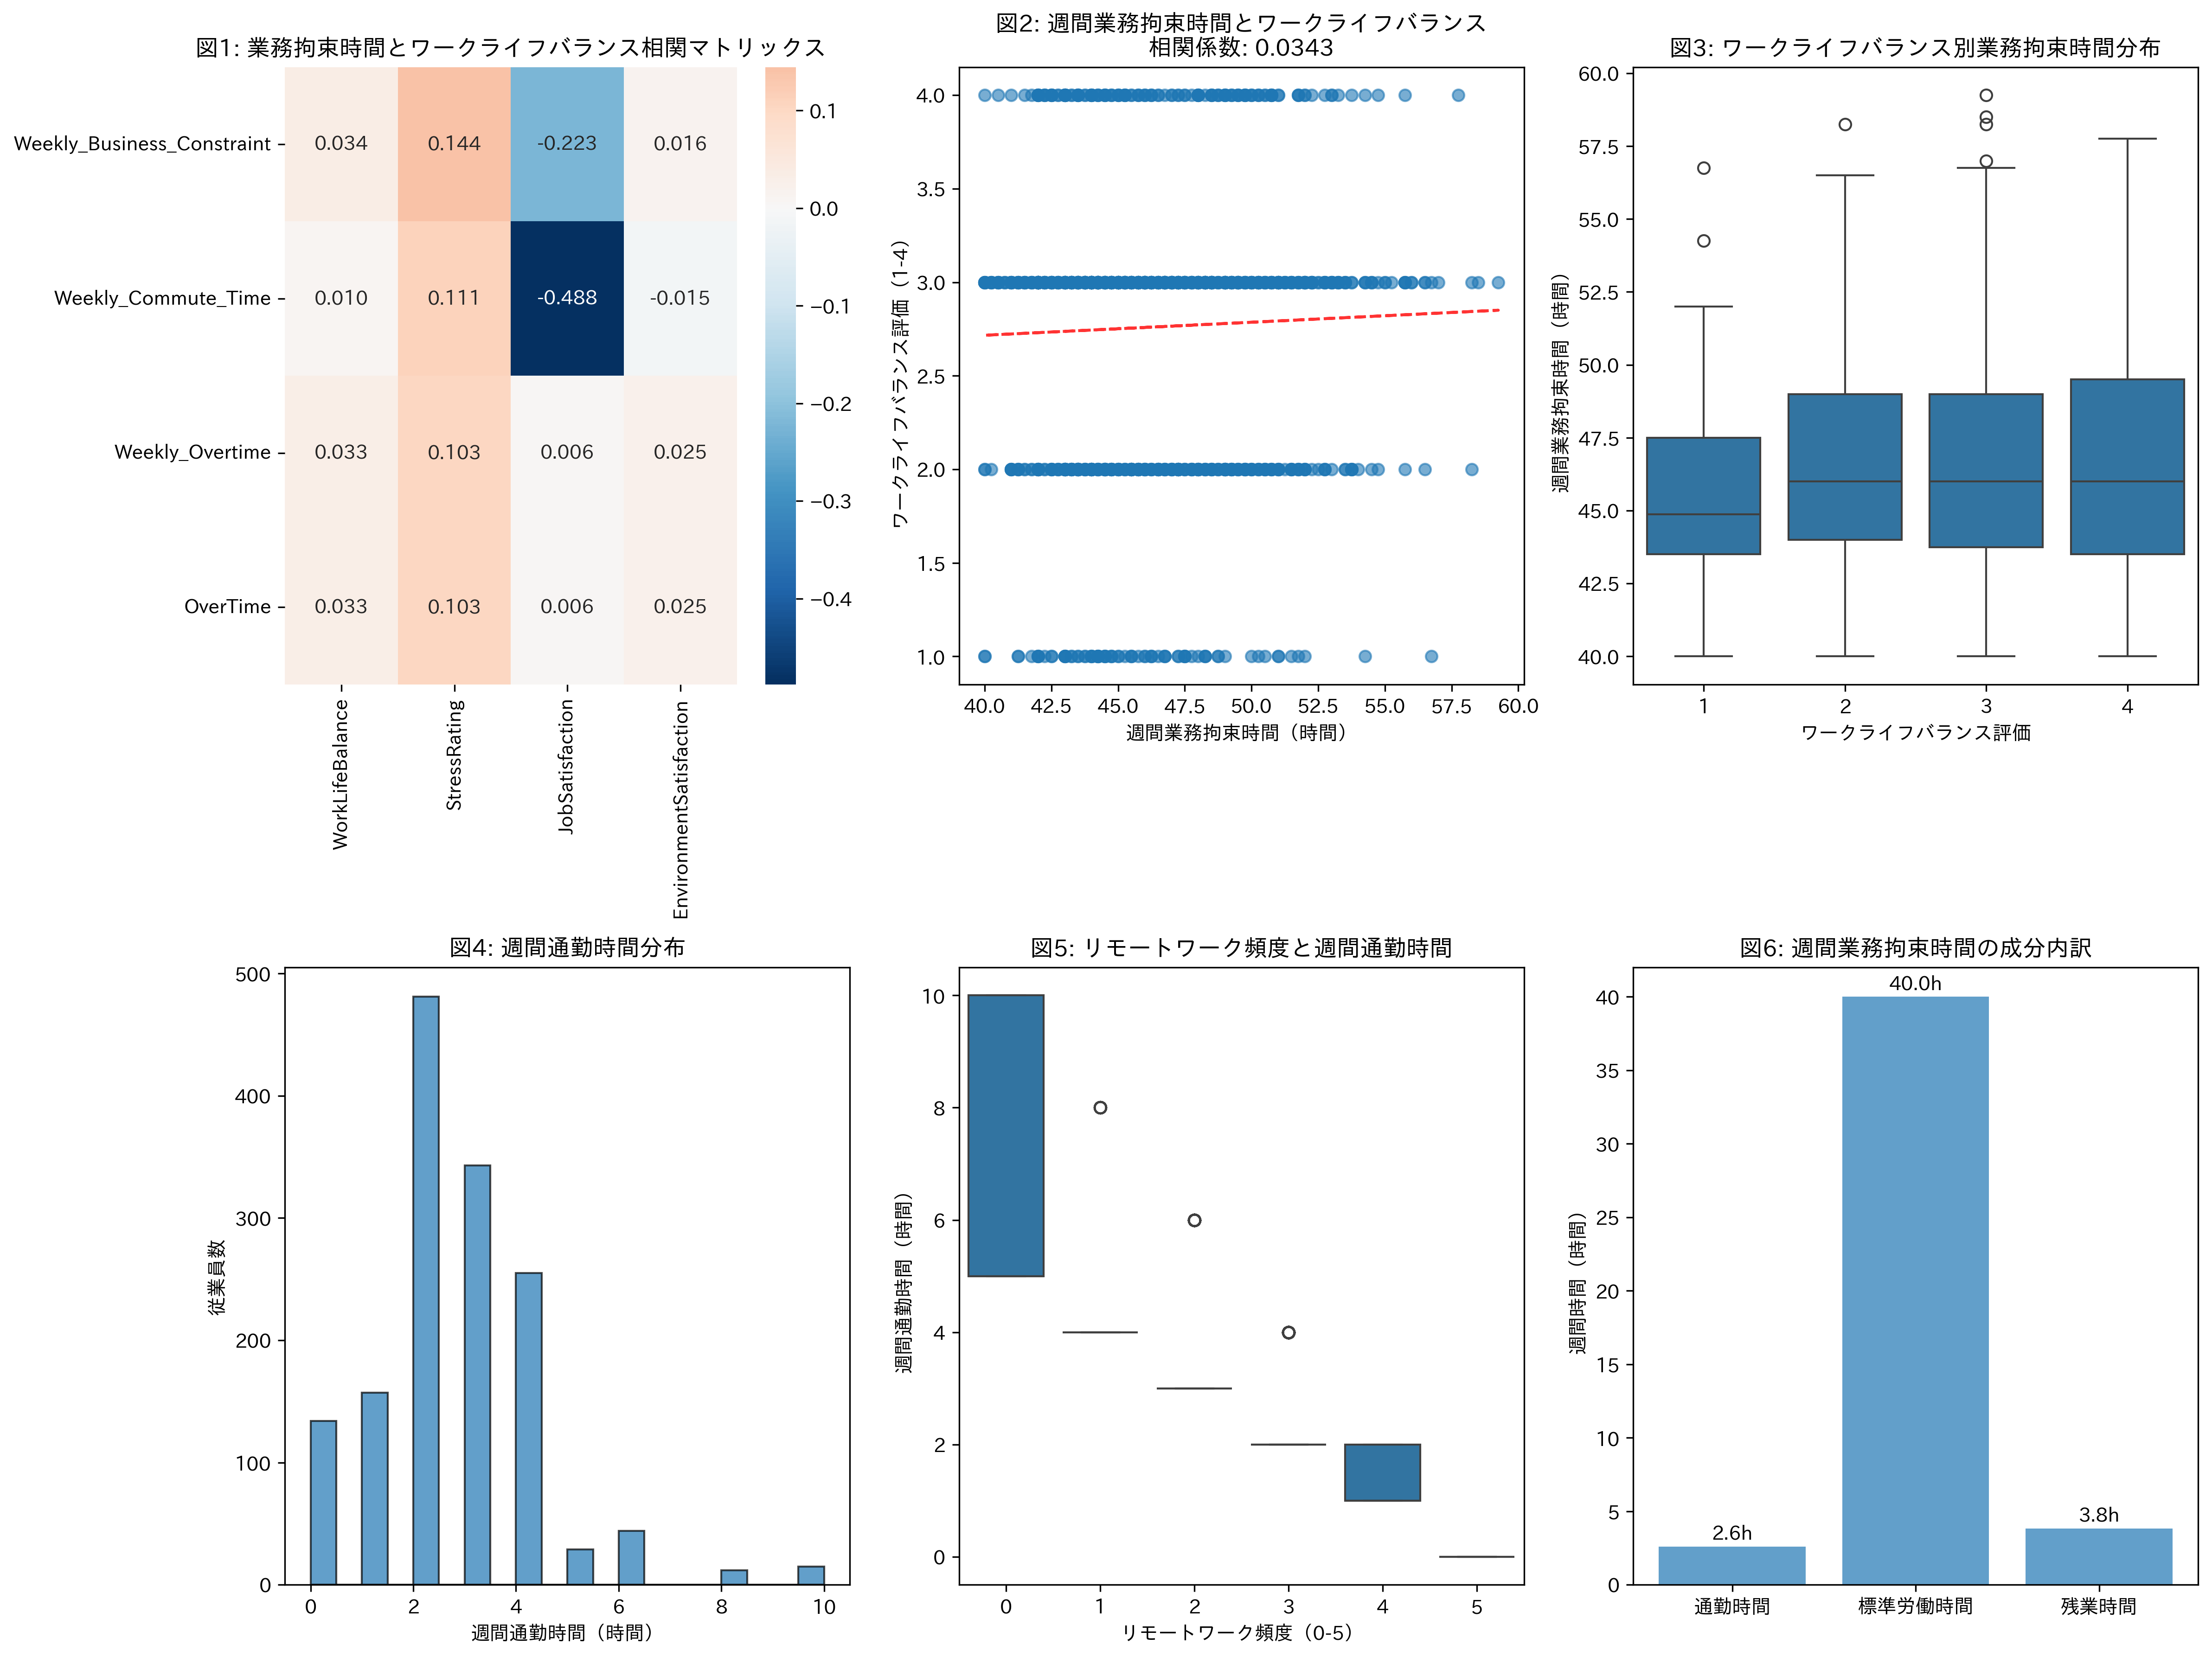 図1: 業務拘束時間とワークライフバランス相関マトリックス
Weekly_Business_Constraint
Weekly_Commute_Time
Weekly_Overtime
OverTime
0.034 0.144 -0.223 0.016
0.010 0.111 -0.488 -0.015
0.033 0.103 0.006 0.025
0.033 0.103 0.006 0.025
WorkLifeBalance
StressRating
JobSatisfaction
EnvironmentSatisfaction
0.1
0.0
−0.1
−0.2
−0.3
−0.4
図2: 週間業務拘束時間とワークライフバランス
相関係数: 0.0343
ワークライフバランス評価（1-4）
4.0
3.5
3.0
2.5
2.0
1.5
1.0
40.0 42.5 45.0 47.5 50.0 52.5 55.0 57.5 60.0
週間業務拘束時間（時間）
図3: ワークライフバランス別業務拘束時間分布
週間業務拘束時間（時間）
60.0
57.5
55.0
52.5
50.0
47.5
45.0
42.5
40.0
1 2 3 4
ワークライフバランス評価
図4: 週間通勤時間分布
従業員数
500
400
300
200
100
0
0 2 4 6 8 10
週間通勤時間（時間）
図5: リモートワーク頻度と週間通勤時間
週間通勤時間（時間）
10
8
6
4
2
0
0 1 2 3 4 5
リモートワーク頻度（0-5）
図6: 週間業務拘束時間の成分内訳
週間時間（時間）
40
35
30
25
20
15
10
5
0
2.6h
40.0h
3.8h
通勤時間 標準労働時間 残業時間